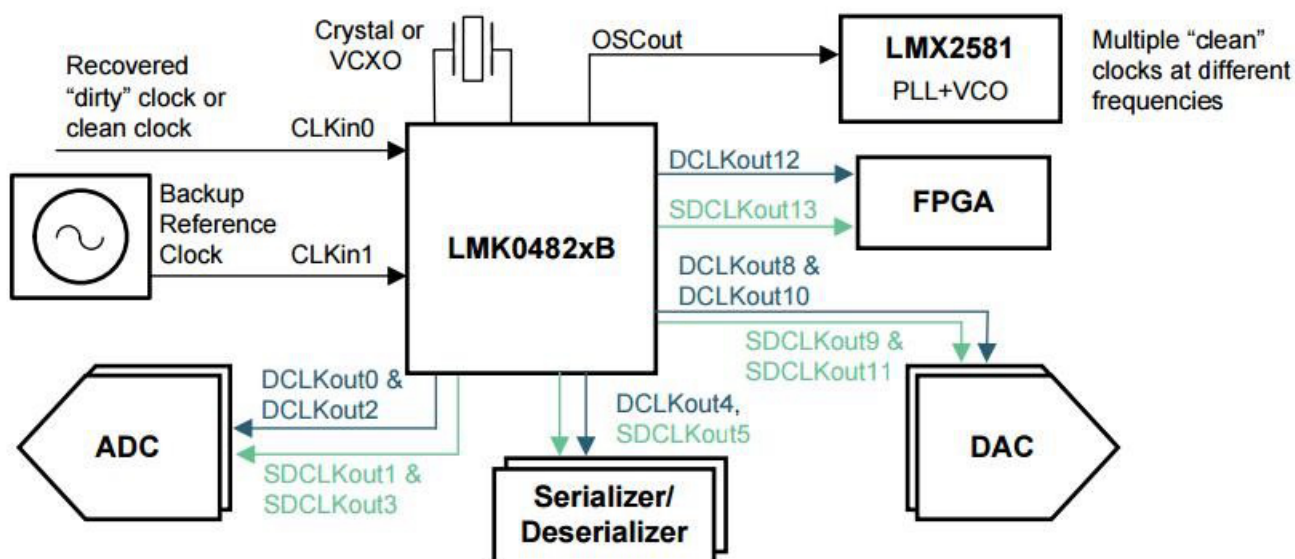 Crystal or
VCXO
OSCout
LMX2581
PLL+VCO
Multiple “clean”
clocks at different
frequencies
Recovered
“dirty” clock or
clean clock
CLKin0
Backup
Reference
Clock
CLKin1
LMK0482xB
DCLKout12
SDCLKout13
FPGA
DCLKout8 &
DCLKout10
SDCLKout9 &
SDCLKout11
DAC
DCLKout0 &
DCLKout2
ADC
SDCLKout1 &
SDCLKout3
DCLKout4,
SDCLKout5
Serializer/
Deserializer